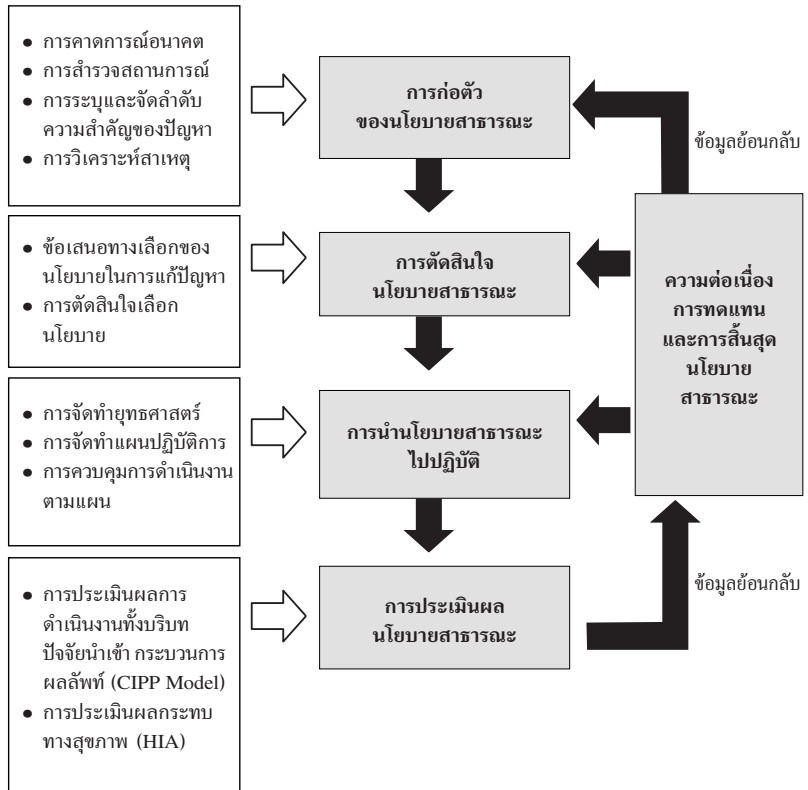 ● การคาดการณ์อนาคต
● การสำรวจสถานการณ์
● การระบุและจัดลำดับ
ความสำคัญของปัญหา
● การวิเคราะห์สาเหตุ
การก่อตัว
ของนโยบายสาธารณะ
ข้อมูลย้อนกลับ
● ข้อเสนอทางเลือกของ
นโยบายในการแก้ปัญหา
● การตัดสินใจเลือก
นโยบาย
การตัดสินใจ
นโยบายสาธารณะ
ความต่อเนื่อง
การทดแทน
และการสิ้นสุด
นโยบาย
สาธารณะ
● การจัดทำยุทธศาสตร์
● การจัดทำแผนปฏิบัติการ
● การควบคุมการดำเนินงาน
ตามแผน
การนำนโยบายสาธารณะ
ไปปฏิบัติ
● การประเมินผลการ
ดำเนินงานทั้งบริบท
ปัจจัยนำเข้า กระบวนการ
ผลลัพท์ (CIPP Model)
● การประเมินผลกระทบ
ทางสุขภาพ (HIA)
การประเมินผล
นโยบายสาธารณะ
ข้อมูลย้อนกลับ